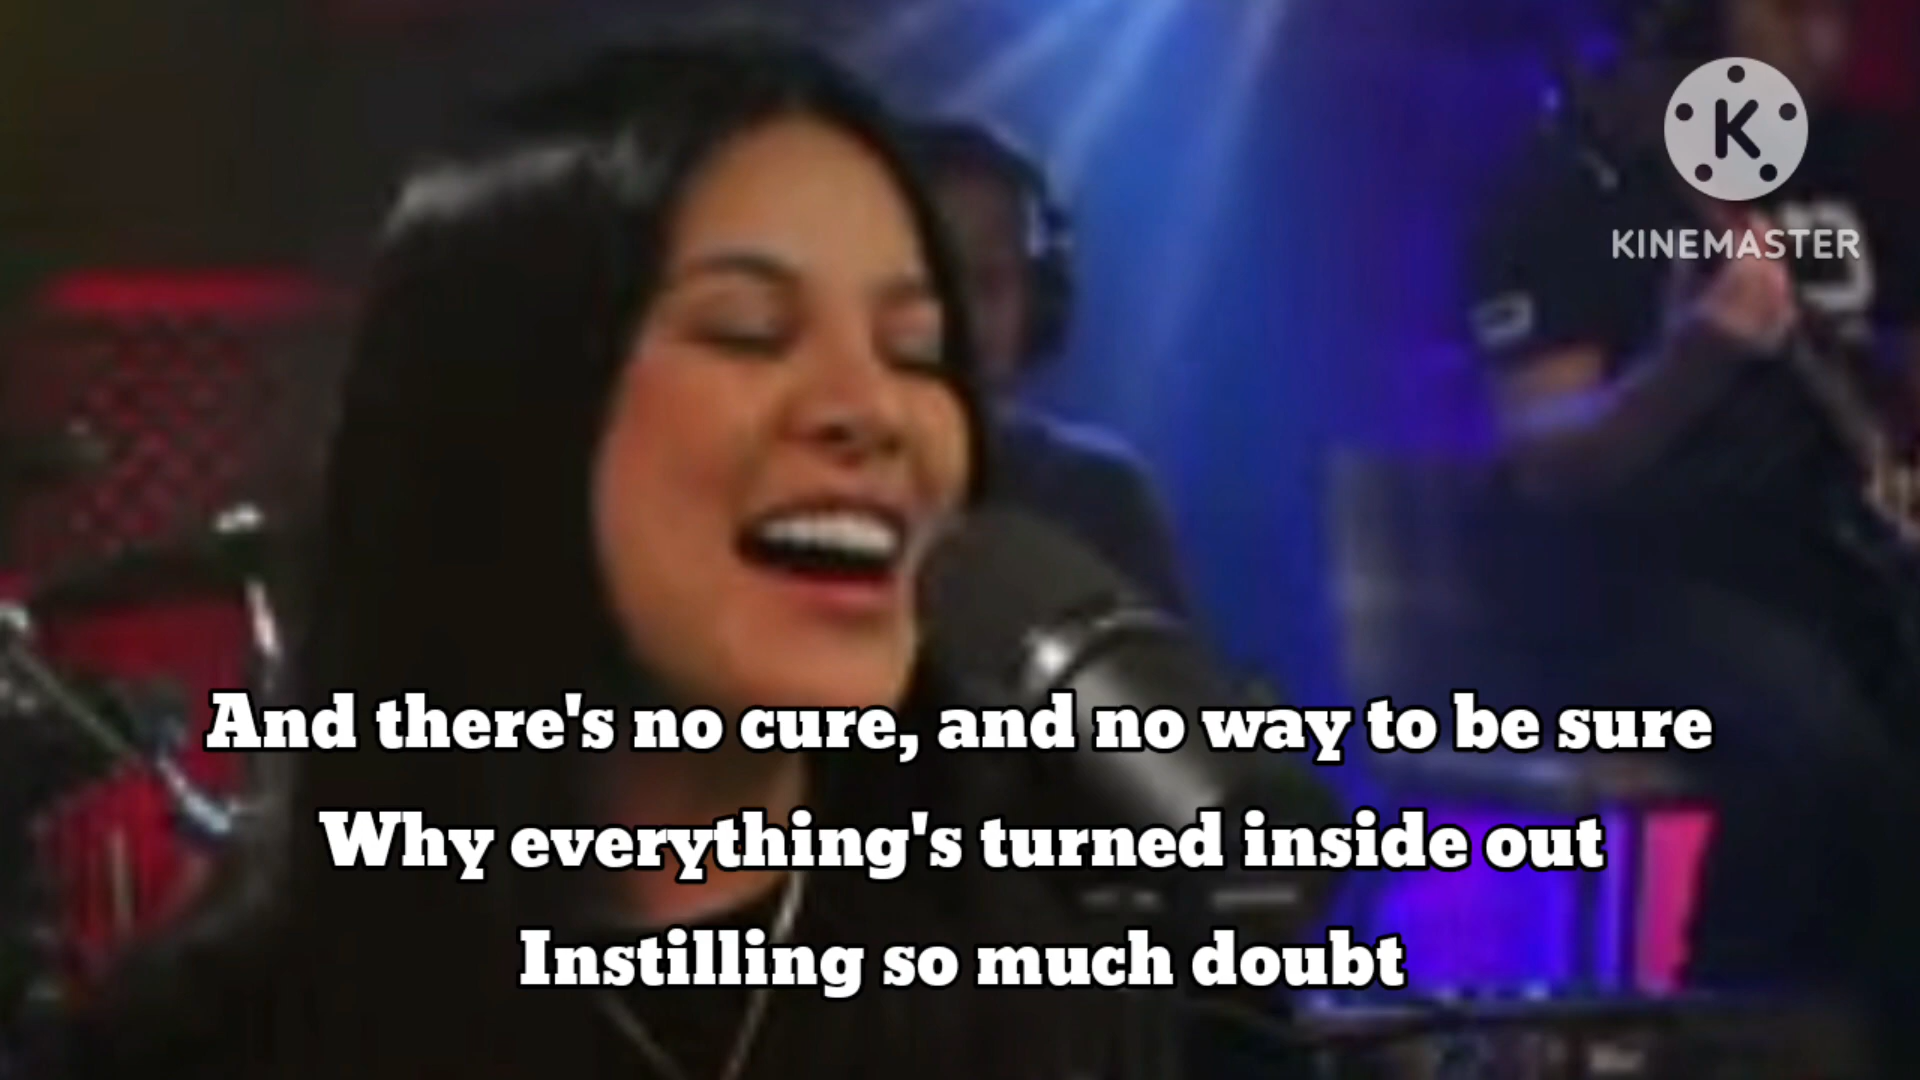 K
KINEMASTER
And there's no cure, and no way to be sure
Why everything's turned inside out
Instilling so much doubt